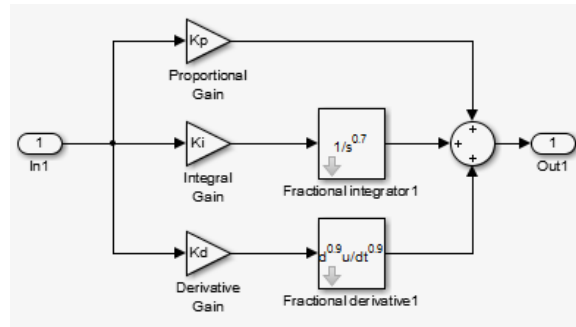 Kp
Proportional
Gain
1
In1
Ki
Integral
Gain
1/s^0.7
Fractional integrator1
+
+
+
1
Out1
Kd
Derivative
Gain
d^0.9u/dt^0.9
Fractional derivative1